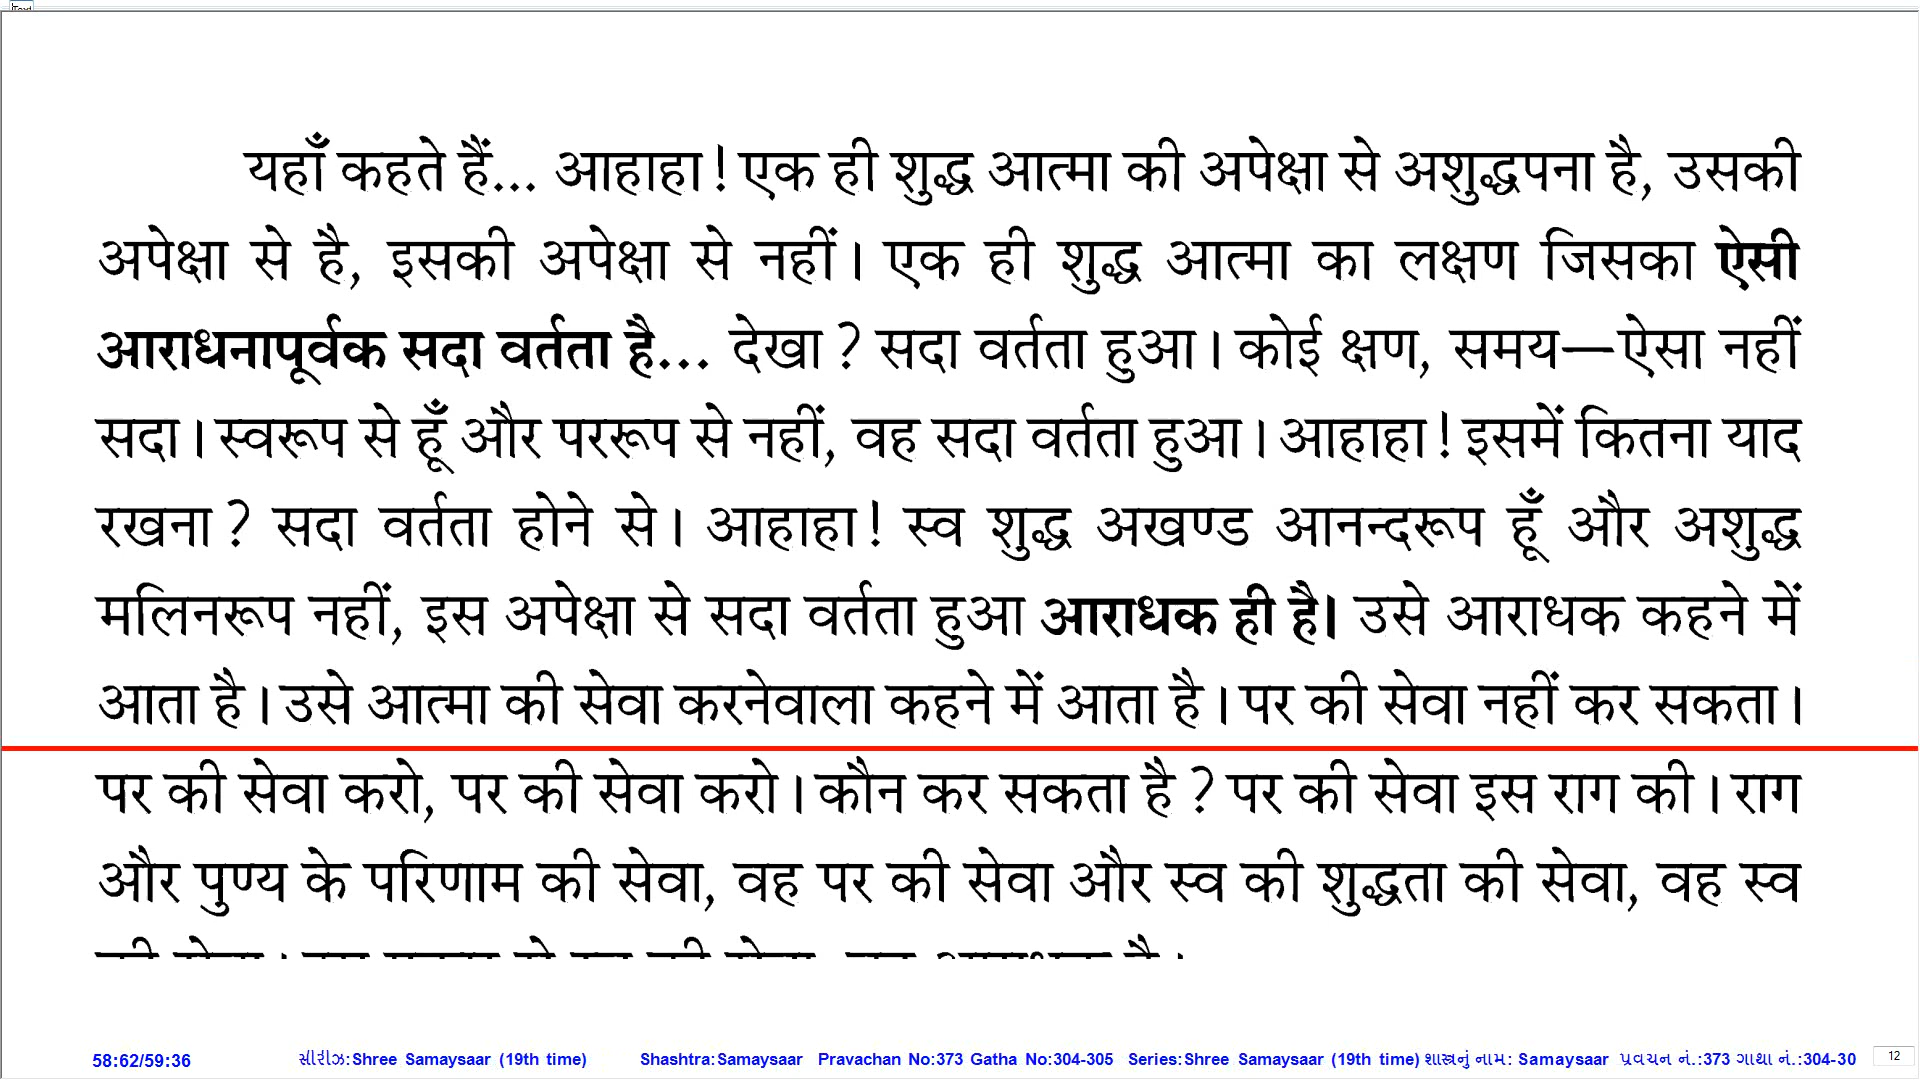 Text
यहाँ कहते हैं... आहाहा! एक ही शुद्ध आत्मा की अपेक्षा से अशुद्धपना है, उसकी
अपेक्षा से है, इसकी अपेक्षा से नहीं। एक ही शुद्ध आत्मा का लक्षण जिसका ऐसी
आराधनापूर्वक सदा वर्तता है... देखा? सदा वर्तता हुआ। कोई क्षण, समय—ऐसा नहीं
सदा। स्वरूप से हूँ और पररूप से नहीं, वह सदा वर्तता हुआ। आहाहा! इसमें कितना याद
रखना? सदा वर्तता होने से। आहाहा! स्व शुद्ध अखण्ड आनन्दरूप हूँ और अशुद्ध
मलिनरूप नहीं, इस अपेक्षा से सदा वर्तता हुआ आराधक ही है। उसे आराधक कहने में
आता है। उसे आत्मा की सेवा करनेवाला कहने में आता है। पर की सेवा नहीं कर सकता।
पर की सेवा करो, पर की सेवा करो। कौन कर सकता है? पर की सेवा इस राग की। राग
और पुण्य के परिणाम की सेवा, वह पर की सेवा और स्व की शुद्धता की सेवा, वह स्व
58:62/59:36 સીરીઝ:Shree Samaysaar (19th time) Shashtra:Samaysaar Pravachan No:373 Gatha No:304-305 Series:Shree Samaysaar (19th time) શાસ્ત્રનું નામ: Samaysaar પ્રવચન નં.:373 ગાથા નં.:304-30 12